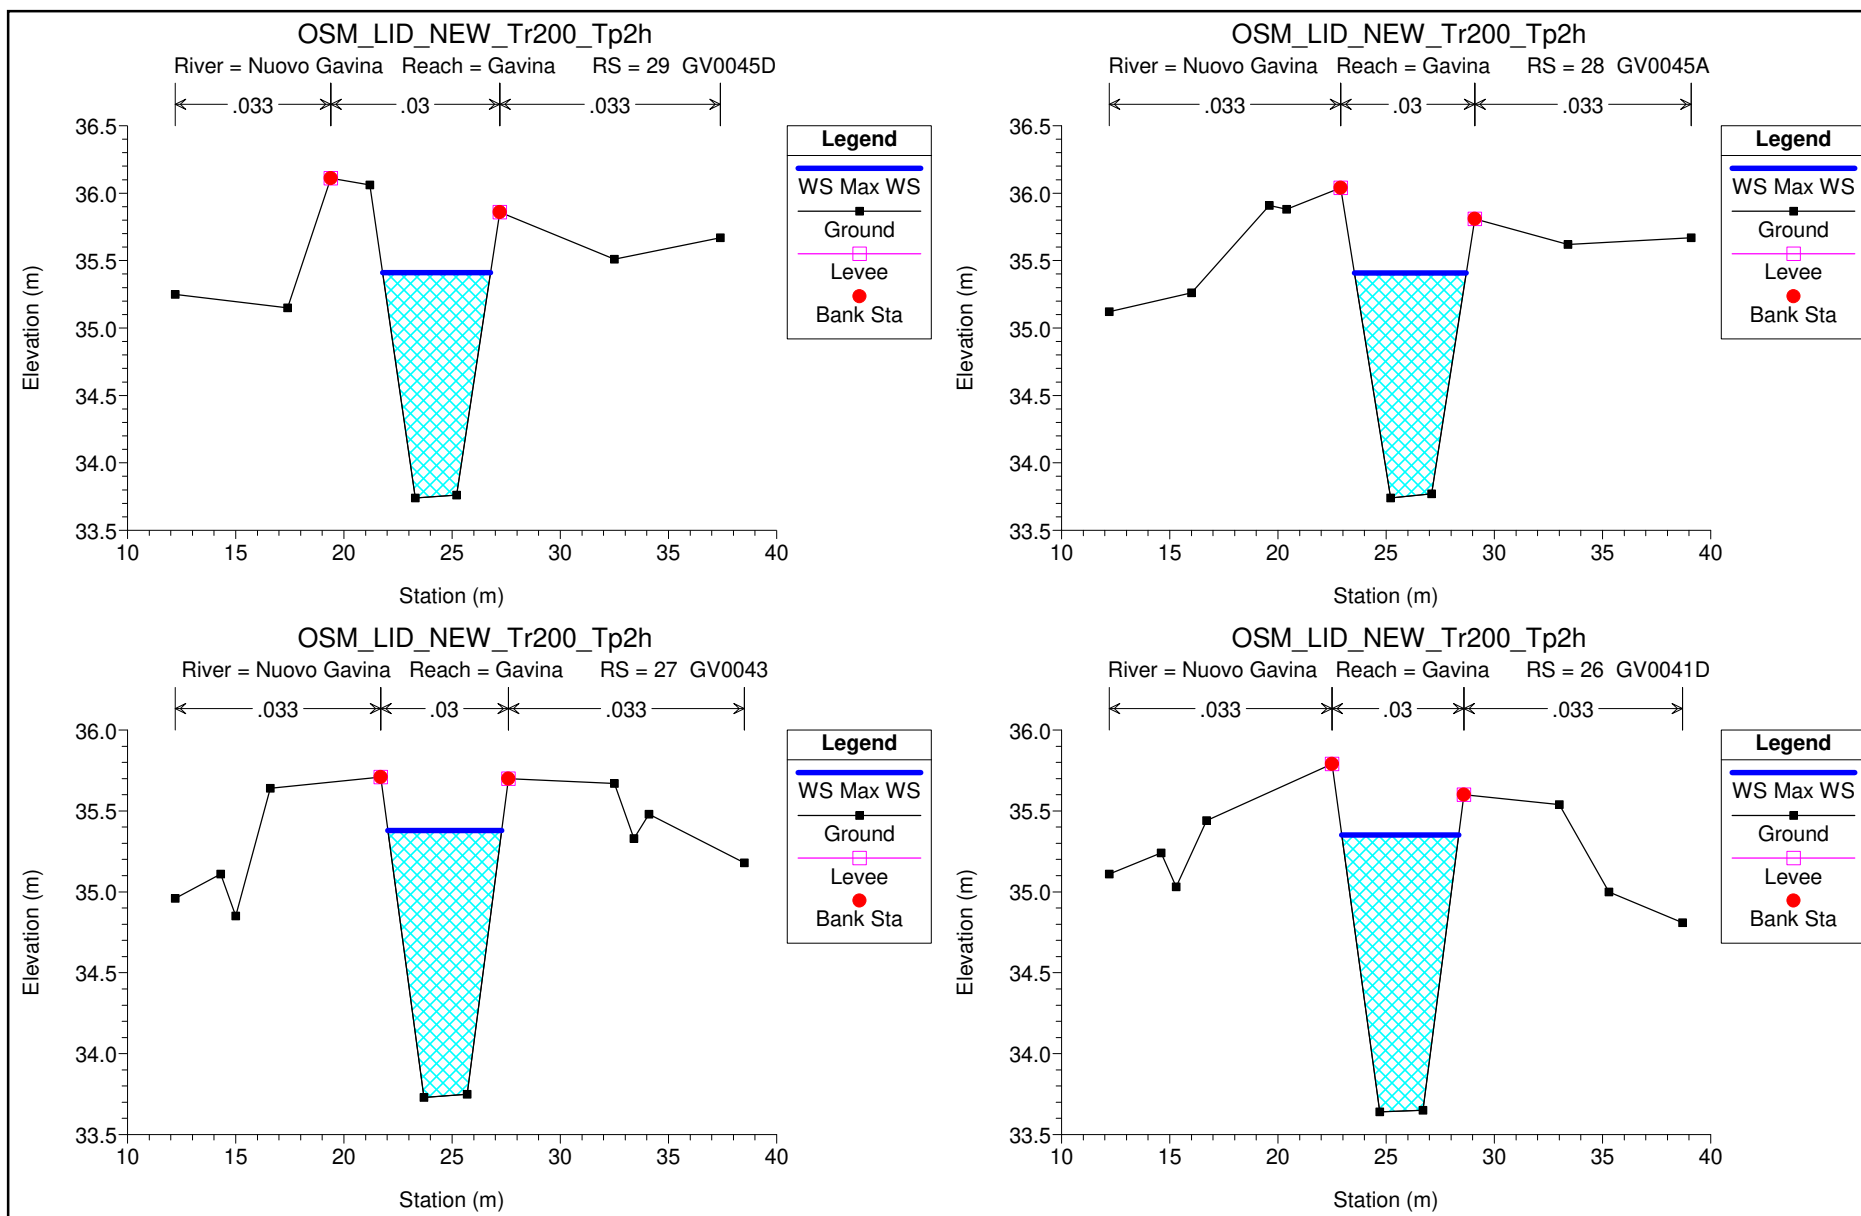 OSM_LID_NEW_Tr200_Tp2h
River = Nuovo Gavina Reach = Gavina RS = 29 GV0045D
.033 .03 .033
36.5
36.0
35.5
35.0
34.5
34.0
33.5
Elevation (m)
10 15 20 25 30 35 40
Station (m)
Legend
WS Max WS
Ground
Levee
Bank Sta
OSM_LID_NEW_Tr200_Tp2h
River = Nuovo Gavina Reach = Gavina RS = 28 GV0045A
.033 .03 .033
36.5
36.0
35.5
35.0
34.5
34.0
33.5
Elevation (m)
10 15 20 25 30 35 40
Station (m)
Legend
WS Max WS
Ground
Levee
Bank Sta
OSM_LID_NEW_Tr200_Tp2h
River = Nuovo Gavina Reach = Gavina RS = 27 GV0043
.033 .03 .033
36.0
35.5
35.0
34.5
34.0
33.5
Elevation (m)
10 15 20 25 30 35 40
Station (m)
Legend
WS Max WS
Ground
Levee
Bank Sta
OSM_LID_NEW_Tr200_Tp2h
River = Nuovo Gavina Reach = Gavina RS = 26 GV0041D
.033 .03 .033
36.0
35.5
35.0
34.5
34.0
33.5
Elevation (m)
10 15 20 25 30 35 40
Station (m)
Legend
WS Max WS
Ground
Levee
Bank Sta